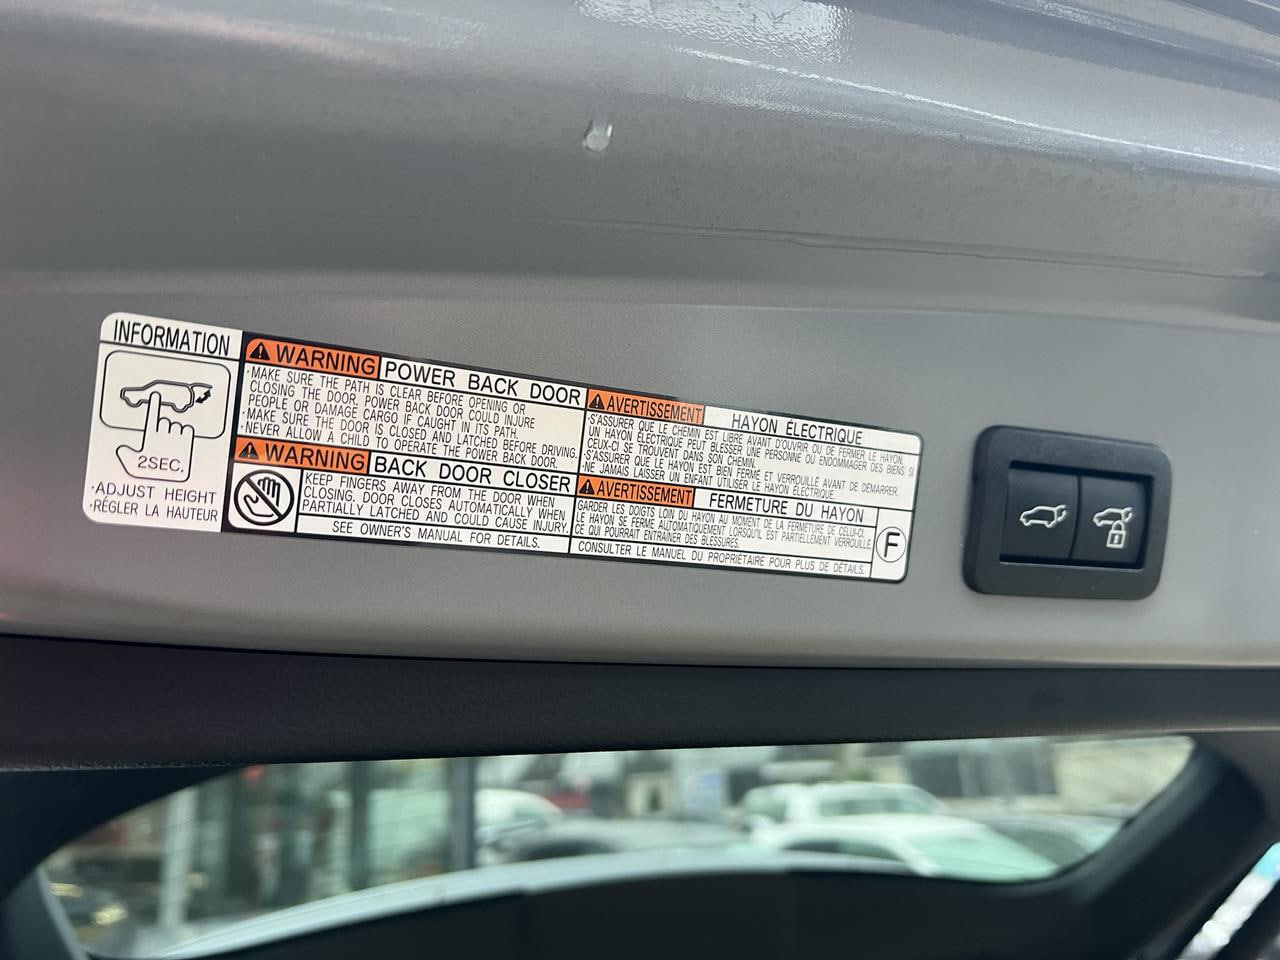 INFORMATION
2SEC.
·ADJUST HEIGHT
·RÉGLER LA HAUTEUR
WARNING POWER BACK DOOR
·MAKE SURE THE PATH IS CLEAR BEFORE OPENING OR
CLOSING THE DOOR. POWER BACK DOOR COULD INJURE
PEOPLE OR DAMAGE CARGO IF CAUGHT IN ITS PATH.
·MAKE SURE THE DOOR IS CLOSED AND LATCHED BEFORE DRIVING.
·NEVER ALLOW A CHILD TO OPERATE THE POWER BACK DOOR.
WARNING BACK DOOR CLOSER
KEEP FINGERS AWAY FROM THE DOOR WHEN
CLOSING. DOOR CLOSES AUTOMATICALLY WHEN
PARTIALLY LATCHED AND COULD CAUSE INJURY.
SEE OWNER'S MANUAL FOR DETAILS.
AVERTISSEMENT HAYON ÉLECTRIQUE
·S'ASSURER QUE LE CHEMIN EST LIBRE AVANT D'OUVRIR OU DE FERMER LE HAYON.
UN HAYON ÉLECTRIQUE PEUT BLESSER UNE PERSONNE OU ENDOMMAGER DES BIENS SI
CEUX-CI SE TROUVENT DANS SON CHEMIN.
·S'ASSURER QUE LE HAYON EST BIEN FERMÉ ET VERROUILLÉ AVANT DE DÉMARRER.
·NE JAMAIS LAISSER UN ENFANT UTILISER LE HAYON ÉLECTRIQUE.
AVERTISSEMENT FERMETURE DU HAYON
GARDER LES DOIGTS LOIN DU HAYON AU MOMENT DE LA FERMETURE DE CELUI-CI.
LE HAYON SE FERME AUTOMATIQUEMENT LORSQU'IL EST PARTIELLEMENT VERROUILLÉ,
CE QUI POURRAIT ENTRAÎNER DES BLESSURES.
CONSULTER LE MANUEL DU PROPRIÉTAIRE POUR PLUS DE DÉTAILS.
F